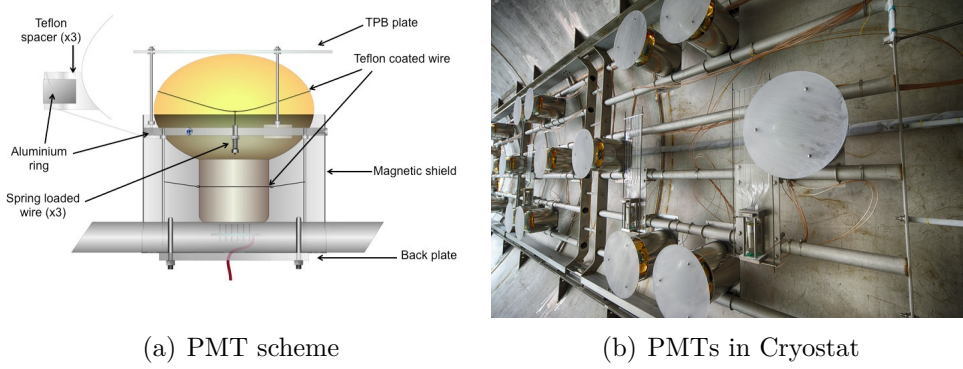 Teflon
spacer (x3)
TPB plate
Teflon coated wire
Aluminium
ring
Magnetic shield
Spring loaded
wire (x3)
Back plate
(a) PMT scheme
(b) PMTs in Cryostat